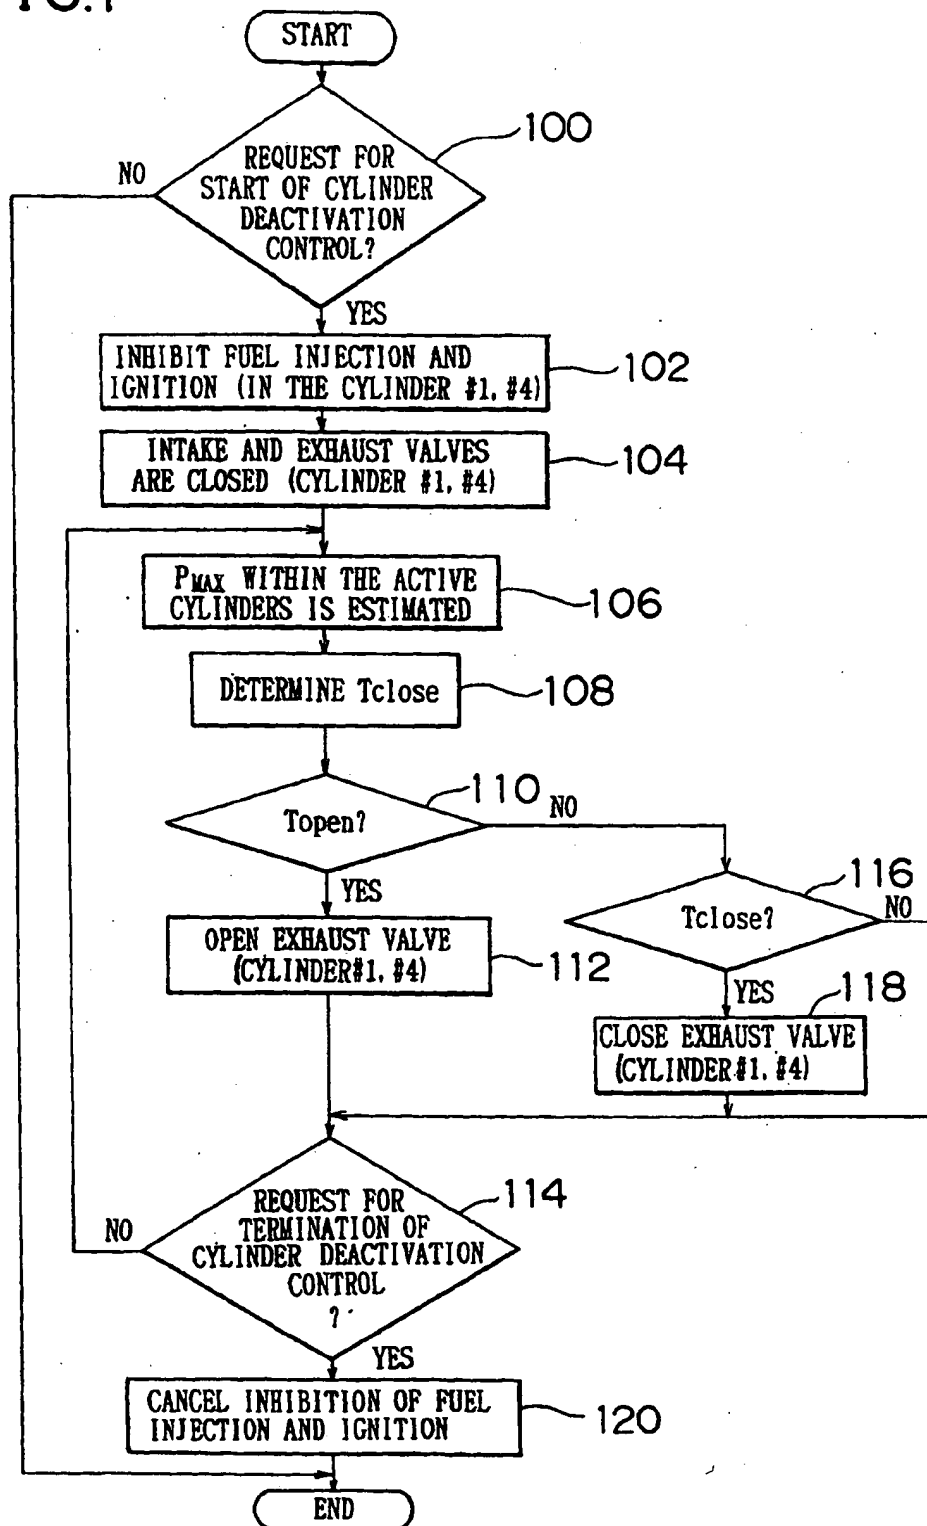 START
100
REQUEST FOR
START OF CYLINDER
DEACTIVATION
CONTROL?
NO
YES
INHIBIT FUEL INJECTION AND
IGNITION (IN THE CYLINDER #1, #4)
102
INTAKE AND EXHAUST VALVES
ARE CLOSED (CYLINDER #1, #4)
104
PMAX WITHIN THE ACTIVE
CYLINDERS IS ESTIMATED
106
DETERMINE Tclose
108
Topen?
110
NO
YES
Tclose?
116
NO
OPEN EXHAUST VALVE
(CYLINDER#1, #4)
112
YES
118
CLOSE EXHAUST VALVE
(CYLINDER#1, #4)
REQUEST FOR
TERMINATION OF
CYLINDER DEACTIVATION
CONTROL
?
114
NO
YES
CANCEL INHIBITION OF FUEL
INJECTION AND IGNITION
120
END